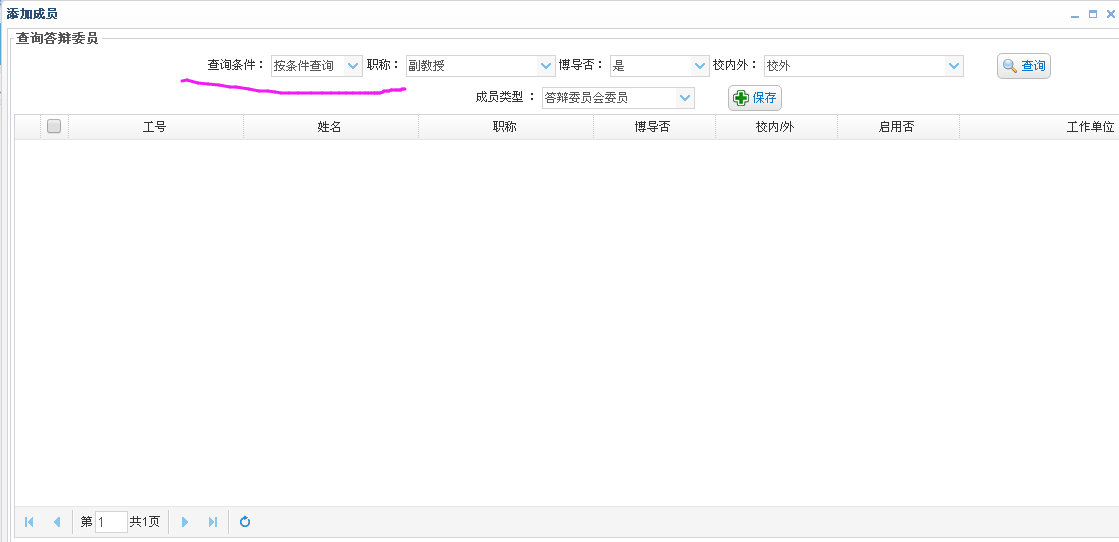 添加成员
查询答辩委员
查询条件： 按条件查询 职称： 副教授 博导否： 是 校内外： 校外 查询
成员类型 ： 答辩委员会委员 保存
工号 姓名 职称 博导否 校内/外 启用否 工作单位
第 1 共1页